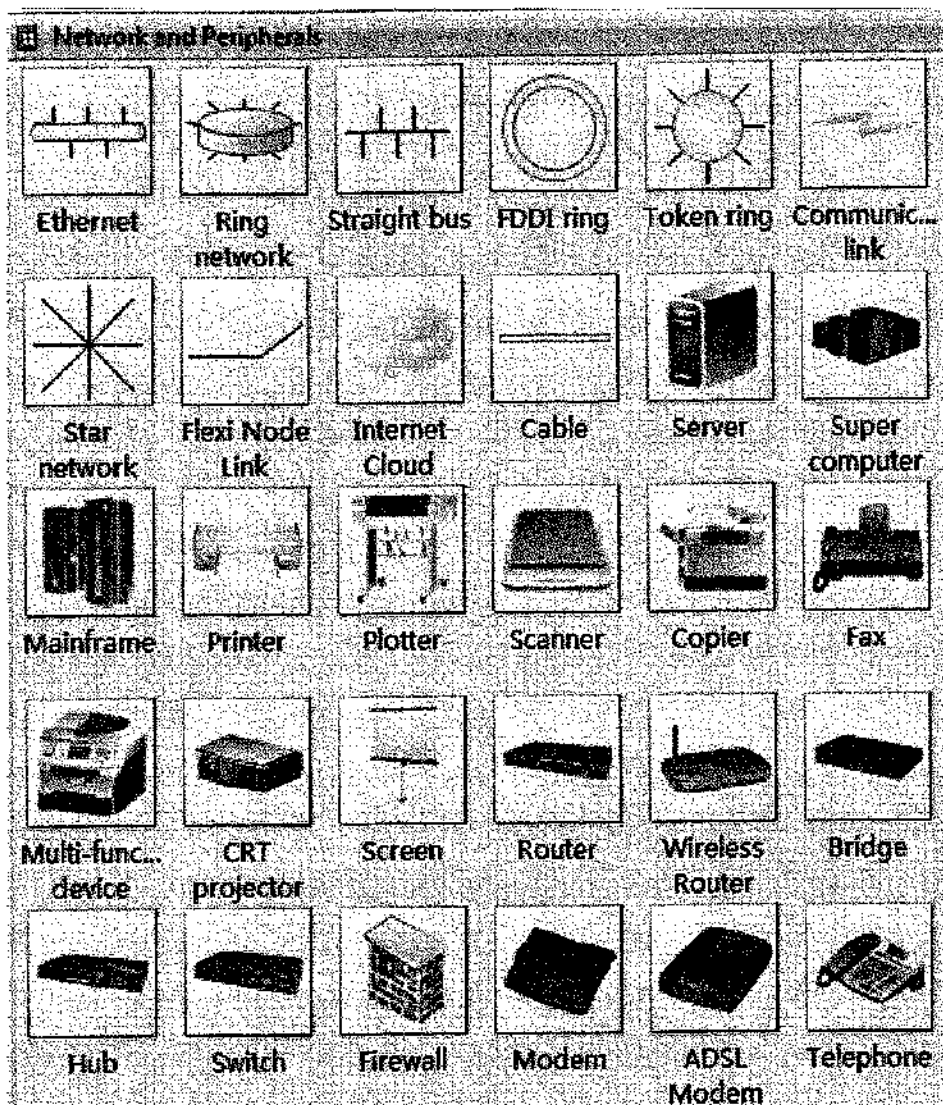 Network and Peripherals
Ethernet Ring Straight bus FDDI ring Token ring Communic...
network link
Star Flexi Node Internet Cable Server Super
network Link Cloud computer
Mainframe Printer Plotter Scanner Copier Fax
Multi-func... CRT Screen Router Wireless Bridge
device projector Router
Hub Switch Firewall Modem ADSL Telephone
Modem